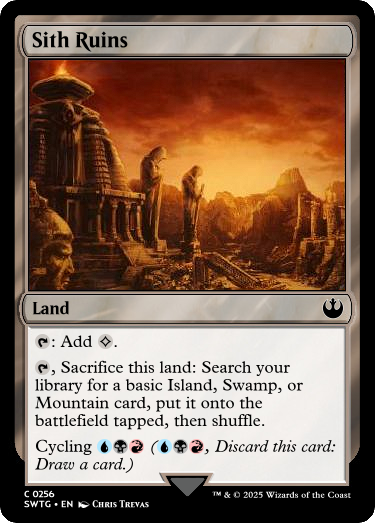 Sith Ruins
Land
: Add .
, Sacrifice this land: Search your
library for a basic Island, Swamp, or
Mountain card, put it onto the
battlefield tapped, then shuffle.
Cycling (, Discard this card:
Draw a card.)
C 0256
SWTG • EN Chris Trevas
™ & © 2025 Wizards of the Coast